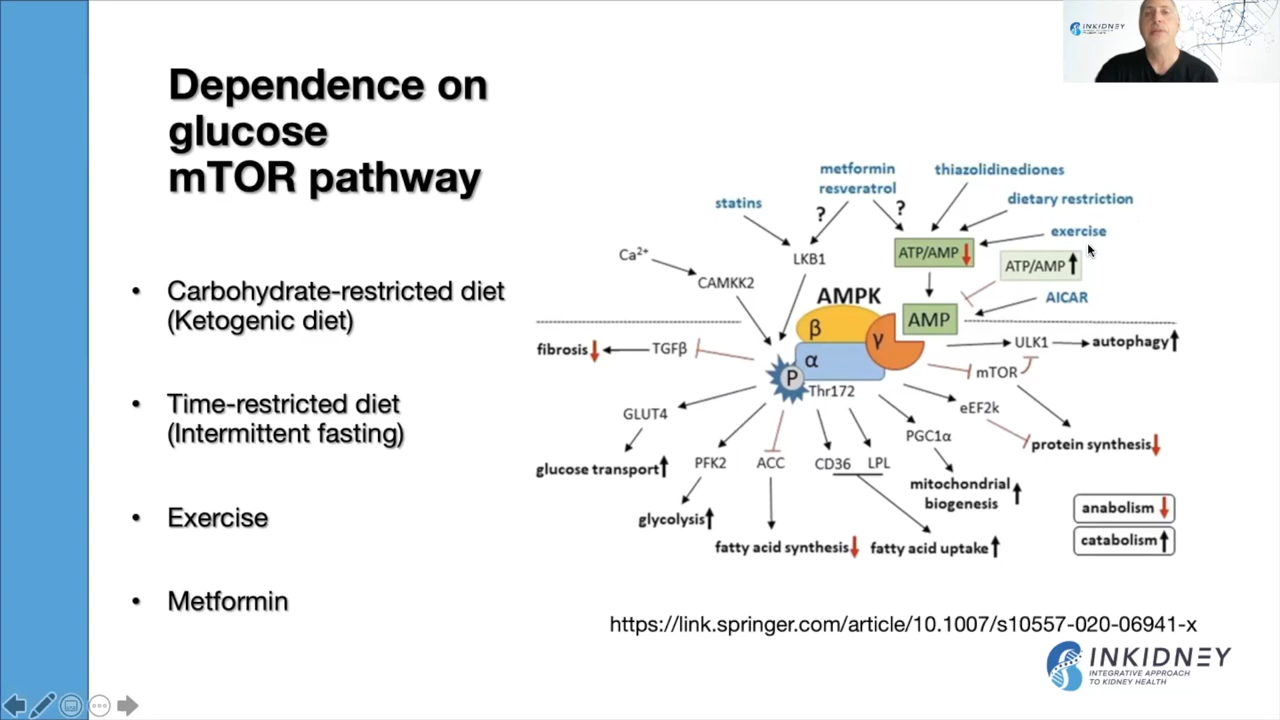 INKIDNEY
Dependence on
glucose
mTOR pathway
• Carbohydrate-restricted diet
(Ketogenic diet)
• Time-restricted diet
(Intermittent fasting)
• Exercise
• Metformin
metformin
resveratrol
thiazolidinediones
statins
dietary restriction
? ?
exercise
Ca²⁺
LKB1
ATP/AMP
ATP/AMP
CAMKK2
AMPK
AICAR
β
AMP
γ
fibrosis
TGFβ
α
ULK1
autophagy
P
mTOR
Thr172
GLUT4
eEF2k
PGC1α
protein synthesis
glucose transport
PFK2
ACC
CD36
LPL
mitochondrial
biogenesis
glycolysis
anabolism
catabolism
fatty acid synthesis
fatty acid uptake
https://link.springer.com/article/10.1007/s10557-020-06941-x
INKIDNEY
INTEGRATIVE APPROACH
TO KIDNEY HEALTH